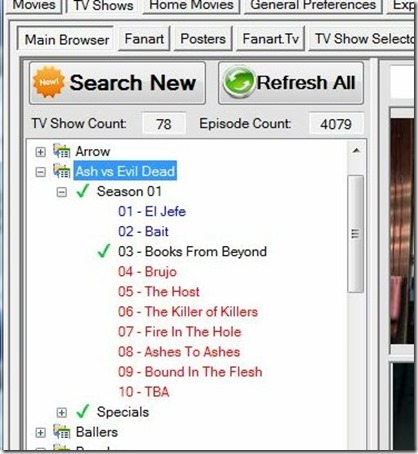 Movies TV Shows Home Movies General Preferences
Main Browser Fanart Posters Fanart.Tv TV Show Selector
New! Search New Refresh All
TV Show Count: 78 Episode Count: 4079
Arrow
Ash vs Evil Dead
Season 01
01 - El Jefe
02 - Bait
03 - Books From Beyond
04 - Brujo
05 - The Host
06 - The Killer of Killers
07 - Fire In The Hole
08 - Ashes To Ashes
09 - Bound In The Flesh
10 - TBA
Specials
Ballers